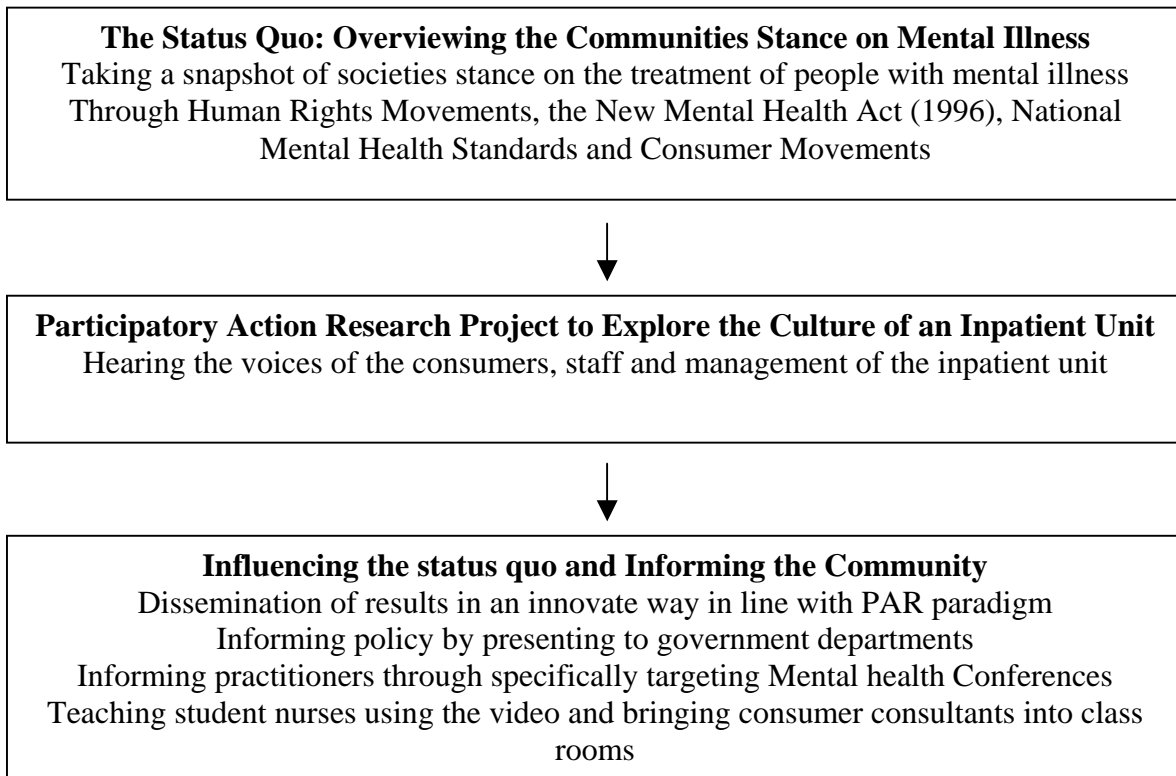 The Status Quo: Overviewing the Communities Stance on Mental Illness
Taking a snapshot of societies stance on the treatment of people with mental illness
Through Human Rights Movements, the New Mental Health Act (1996), National
Mental Health Standards and Consumer Movements
Participatory Action Research Project to Explore the Culture of an Inpatient Unit
Hearing the voices of the consumers, staff and management of the inpatient unit
Influencing the status quo and Informing the Community
Dissemination of results in an innovate way in line with PAR paradigm
Informing policy by presenting to government departments
Informing practitioners through specifically targeting Mental health Conferences
Teaching student nurses using the video and bringing consumer consultants into class
rooms